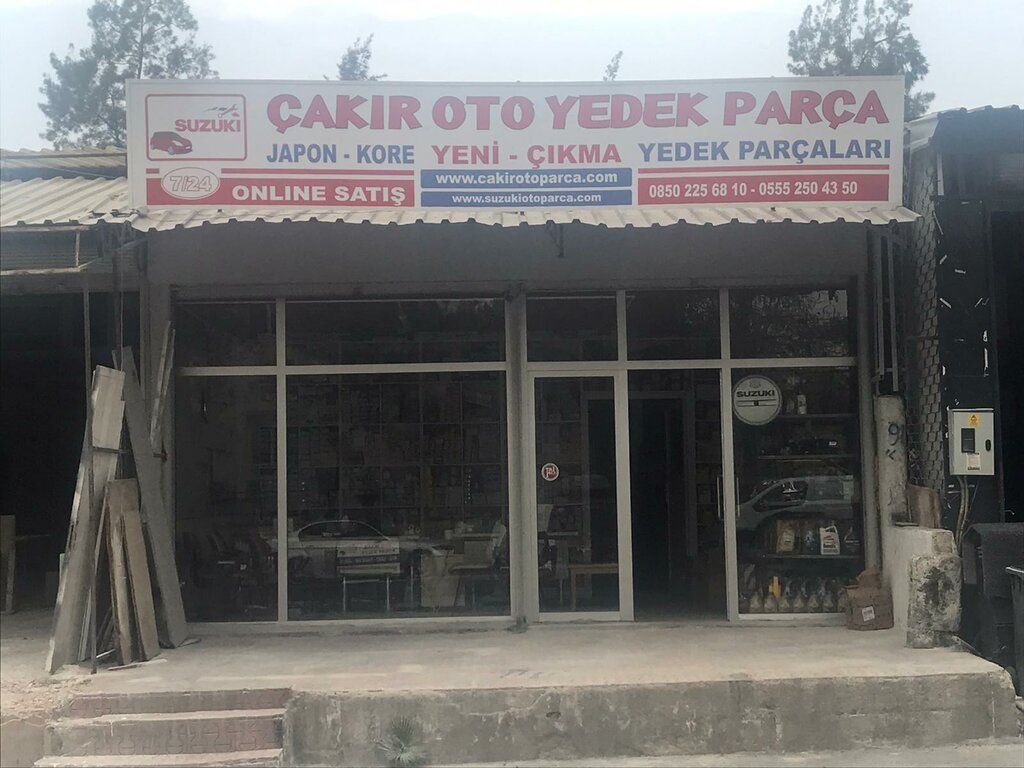 SUZUKI
ÇAKIR OTO YEDEK PARÇA
JAPON - KORE YENİ - ÇIKMA YEDEK PARÇALARI
7/24 ONLINE SATIŞ
www.cakirotoparca.com
www.suzukiotoparca.com
0850 225 68 10 - 0555 250 43 50
SUZUKI